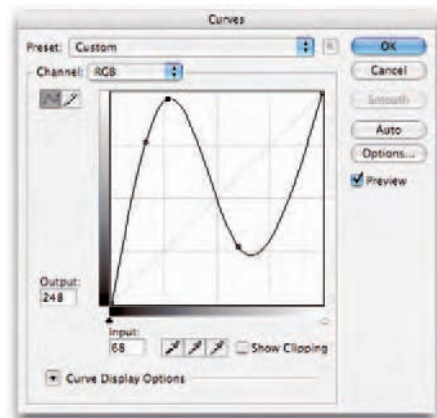 Curves
Preset: Custom
OK
Channel: RGB
Cancel
Smooth
Auto
Options...
Preview
Output:
248
Input:
68
Show Clipping
Curve Display Options